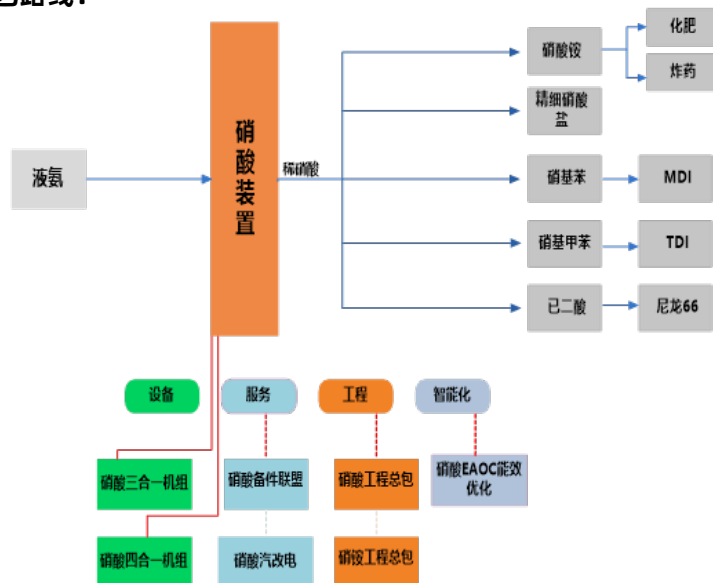 化肥
硝酸铵
炸药
精细硝酸
盐
硝酸装置
稀硝酸
液氨
硝基苯
MDI
硝基甲苯
TDI
已二酸
尼龙66
设备
服务
工程
智能化
硝酸三合一机组
硝酸备件联盟
硝酸工程总包
硝酸EAOC能效
优化
硝酸四合一机组
硝酸汽改电
硝铵工程总包